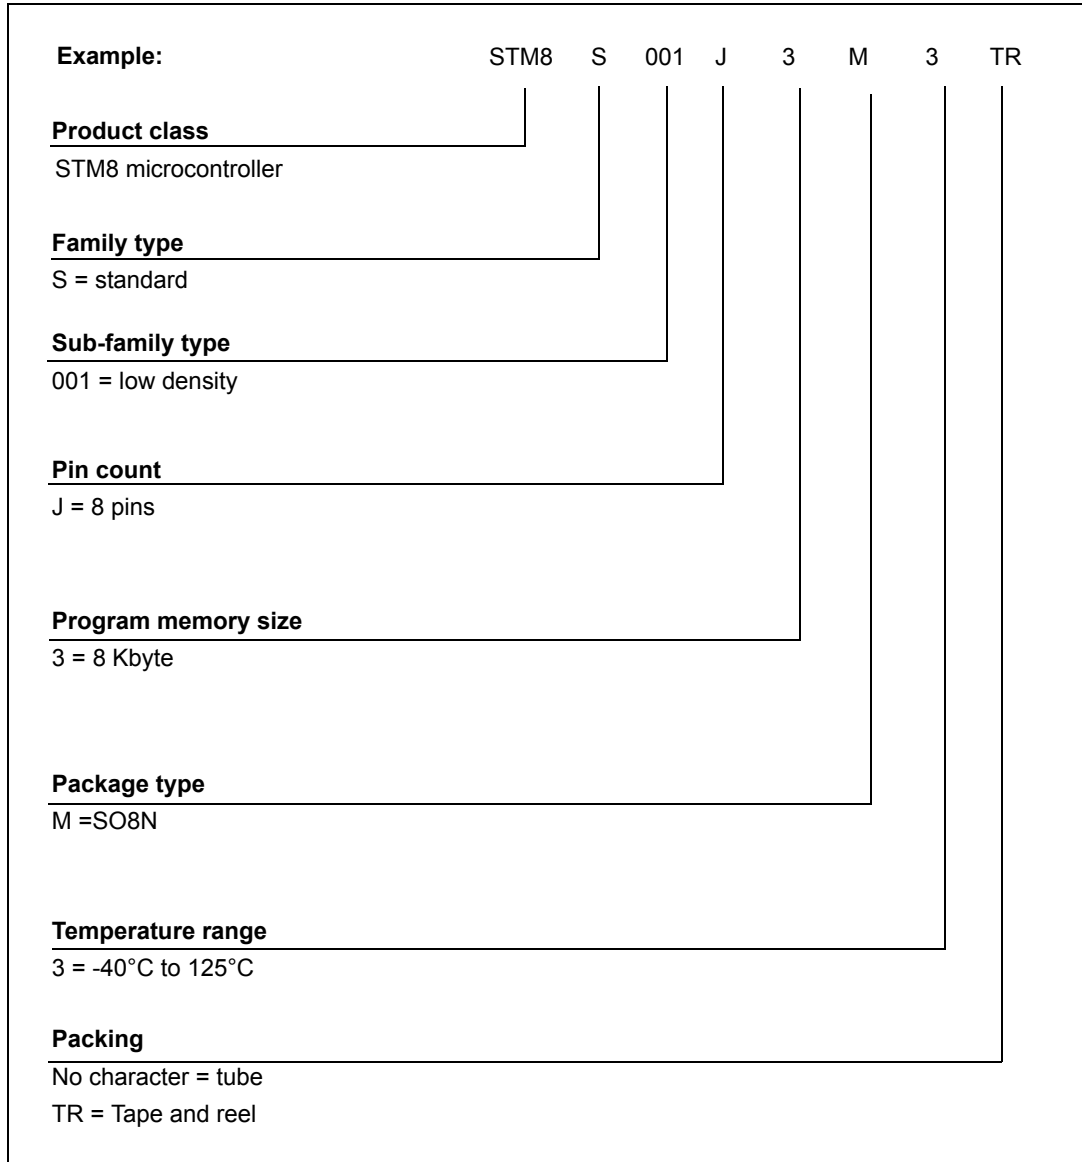 Example: STM8 S 001 J 3 M 3 TR
Product class
STM8 microcontroller
Family type
S = standard
Sub-family type
001 = low density
Pin count
J = 8 pins
Program memory size
3 = 8 Kbyte
Package type
M =SO8N
Temperature range
3 = -40°C to 125°C
Packing
No character = tube
TR = Tape and reel